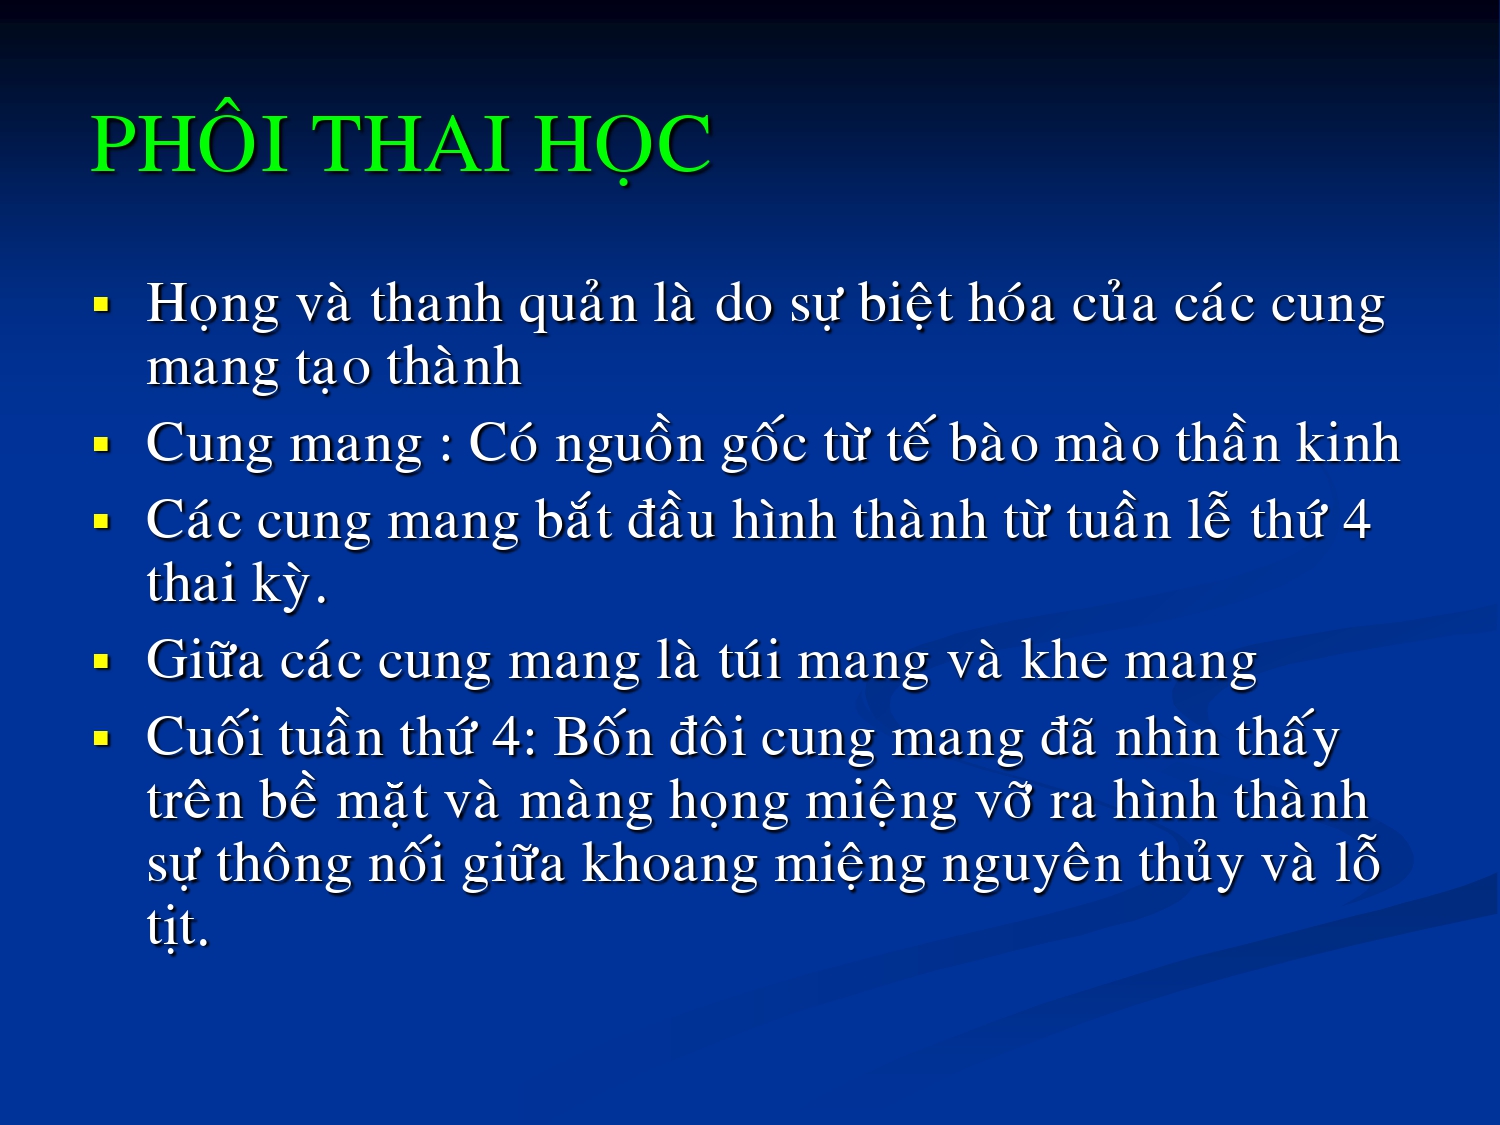 PHÔI THAI HỌC
Họng và thanh quản là do sự biệt hóa của các cung
mang tạo thành
Cung mang : Có nguồn gốc từ tế bào mào thần kinh
Các cung mang bắt đầu hình thành từ tuần lễ thứ 4
thai kỳ.
Giữa các cung mang là túi mang và khe mang
Cuối tuần thứ 4: Bốn đôi cung mang đã nhìn thấy
trên bề mặt và màng họng miệng vỡ ra hình thành
sự thông nối giữa khoang miệng nguyên thủy và lỗ
tịt.